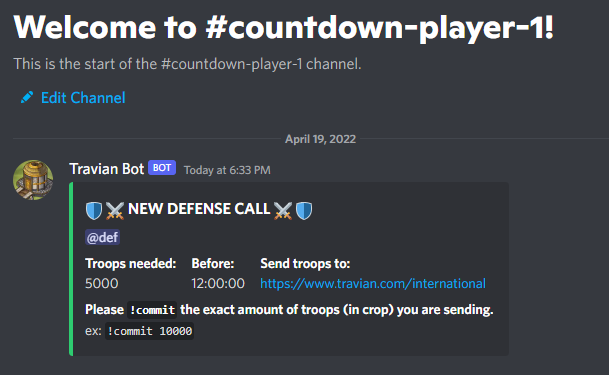 Welcome to #countdown-player-1!
This is the start of the #countdown-player-1 channel.
Edit Channel
April 19, 2022
Travian Bot BOT Today at 6:33 PM
NEW DEFENSE CALL
@def
Troops needed: Before: Send troops to:
5000 12:00:00 https://www.travian.com/international
Please !commit the exact amount of troops (in crop) you are sending.
ex: !commit 10000